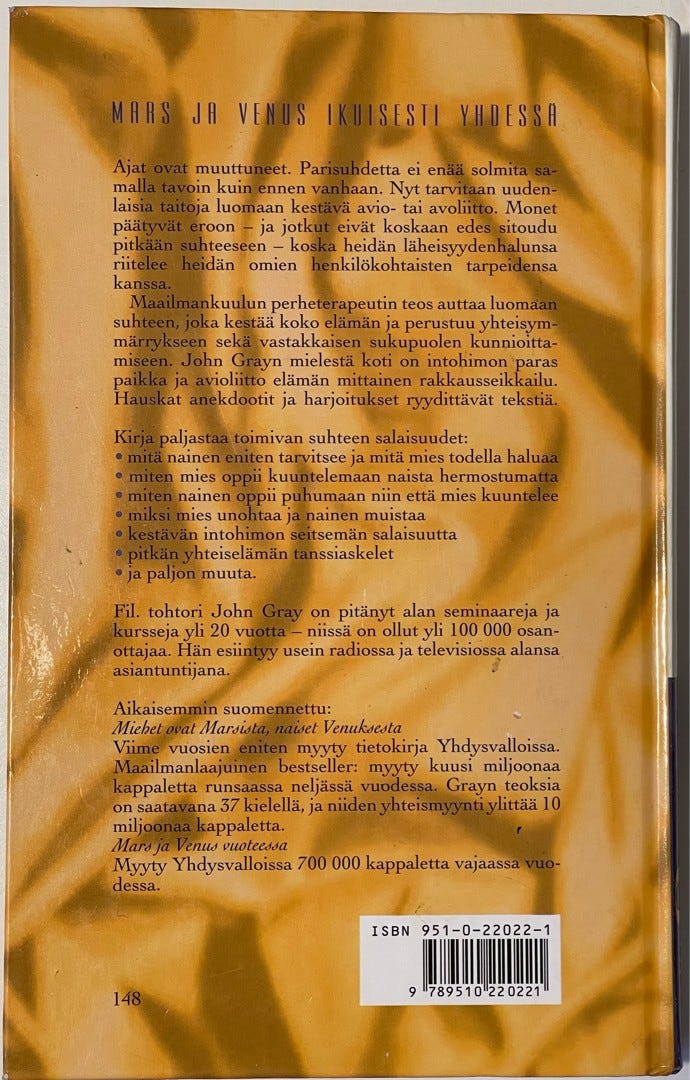 MARS JA VENUS IKUISESTI YHDESSÄ
Ajat ovat muuttuneet. Parisuhdetta ei enää solmita sa-
malla tavoin kuin ennen vanhaan. Nyt tarvitaan uuden-
laisia taitoja luomaan kestävä avio- tai avoliitto. Monet
päätyvät eroon – ja jotkut eivät koskaan edes sitoudu
pitkään suhteeseen – koska heidän läheisyydenhalunsa
riitelee heidän omien henkilökohtaisten tarpeidensa
kanssa.
Maailmankuulun perheterapeutin teos auttaa luomaan
suhteen, joka kestää koko elämän ja perustuu yhteisym-
märrykseen sekä vastakkaisen sukupuolen kunnioitta-
miseen. John Grayn mielestä koti on intohimon paras
paikka ja avioliitto elämän mittainen rakkausseikkailu.
Hauskat anekdootit ja harjoitukset ryydittävät tekstiä.
Kirja paljastaa toimivan suhteen salaisuudet:
• mitä nainen eniten tarvitsee ja mitä mies todella haluaa
• miten mies oppii kuuntelemaan naista hermostumatta
• miten nainen oppii puhumaan niin että mies kuuntelee
• miksi mies unohtaa ja nainen muistaa
• kestävän intohimon seitsemän salaisuutta
• pitkän yhteiselämän tanssiaskelet
• ja paljon muuta.
Fil. tohtori John Gray on pitänyt alan seminaareja ja
kursseja yli 20 vuotta – niissä on ollut yli 100 000 osan-
ottajaa. Hän esiintyy usein radiossa ja televisiossa alansa
asiantuntijana.
Aikaisemmin suomennettu:
Miehet ovat Marsista, naiset Venuksesta
Viime vuosien eniten myyty tietokirja Yhdysvalloissa.
Maailmanlaajuinen bestseller: myyty kuusi miljoonaa
kappaletta runsaassa neljässä vuodessa. Grayn teoksia
on saatavana 37 kielellä, ja niiden yhteismyynti ylittää 10
miljoonaa kappaletta.
Mars ja Venus vuoteessa
Myyty Yhdysvalloissa 700 000 kappaletta vajaassa vuo-
dessa.
ISBN 951-0-22022-1
9 789510 220221
148